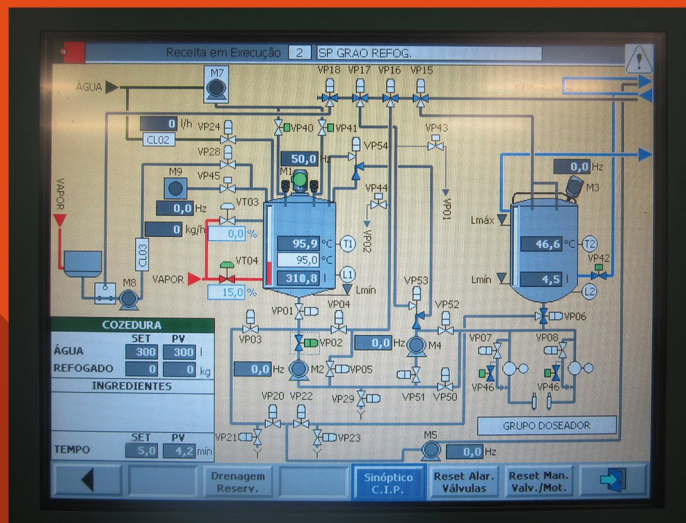 Receita em Execução 2 SP GRAO REFOG.
M7
VP18 VP17 VP16 VP15
ÁGUA
0 l/h
CL02
VP24
VP40
VP41
VP43
VP28
50,0 Hz
VP54
0,0 Hz
M1
M3
M9
VP45
VP44
VAPOR
0,0 Hz
VT03
VP01
Lmáx
0 kg/h
0,0 %
95,9 °C T1
VP02
46,6 °C T2
CL03
VT04
95,0 °C
VP42
VAPOR
310,8 l L1
VP53
Lmín
4,5 l
M8
15,0 %
Lmín
L2
VP01 VP04
VP52
VP06
COZEDURA
VP03
VP02
0,0 Hz
M4
VP07
VP08
SET PV
ÁGUA 300 300 l
0,0 Hz M2
VP05
REFOGADO 0 0 kg
VP51 VP50
VP46
VP46
INGREDIENTES
VP20 VP22
VP29
VP21
VP23
GRUPO DOSEADOR
SET PV
M5
TEMPO 5,0 4,2 min
0,0 Hz
Drenagem
Reserv.
Sinóptico
C.I.P.
Reset Alar.
Válvulas
Reset Man.
Valv./Mot.